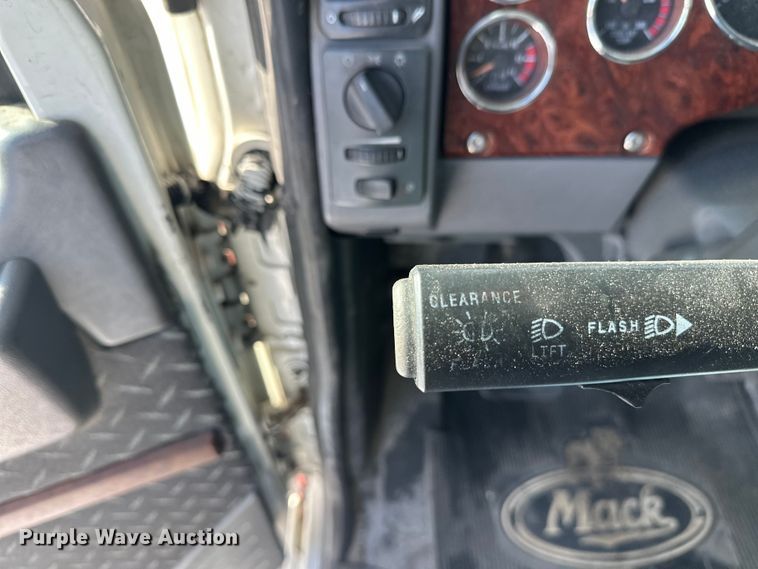 CLEARANCE
LIFT
FLASH
Mack
Purple Wave Auction